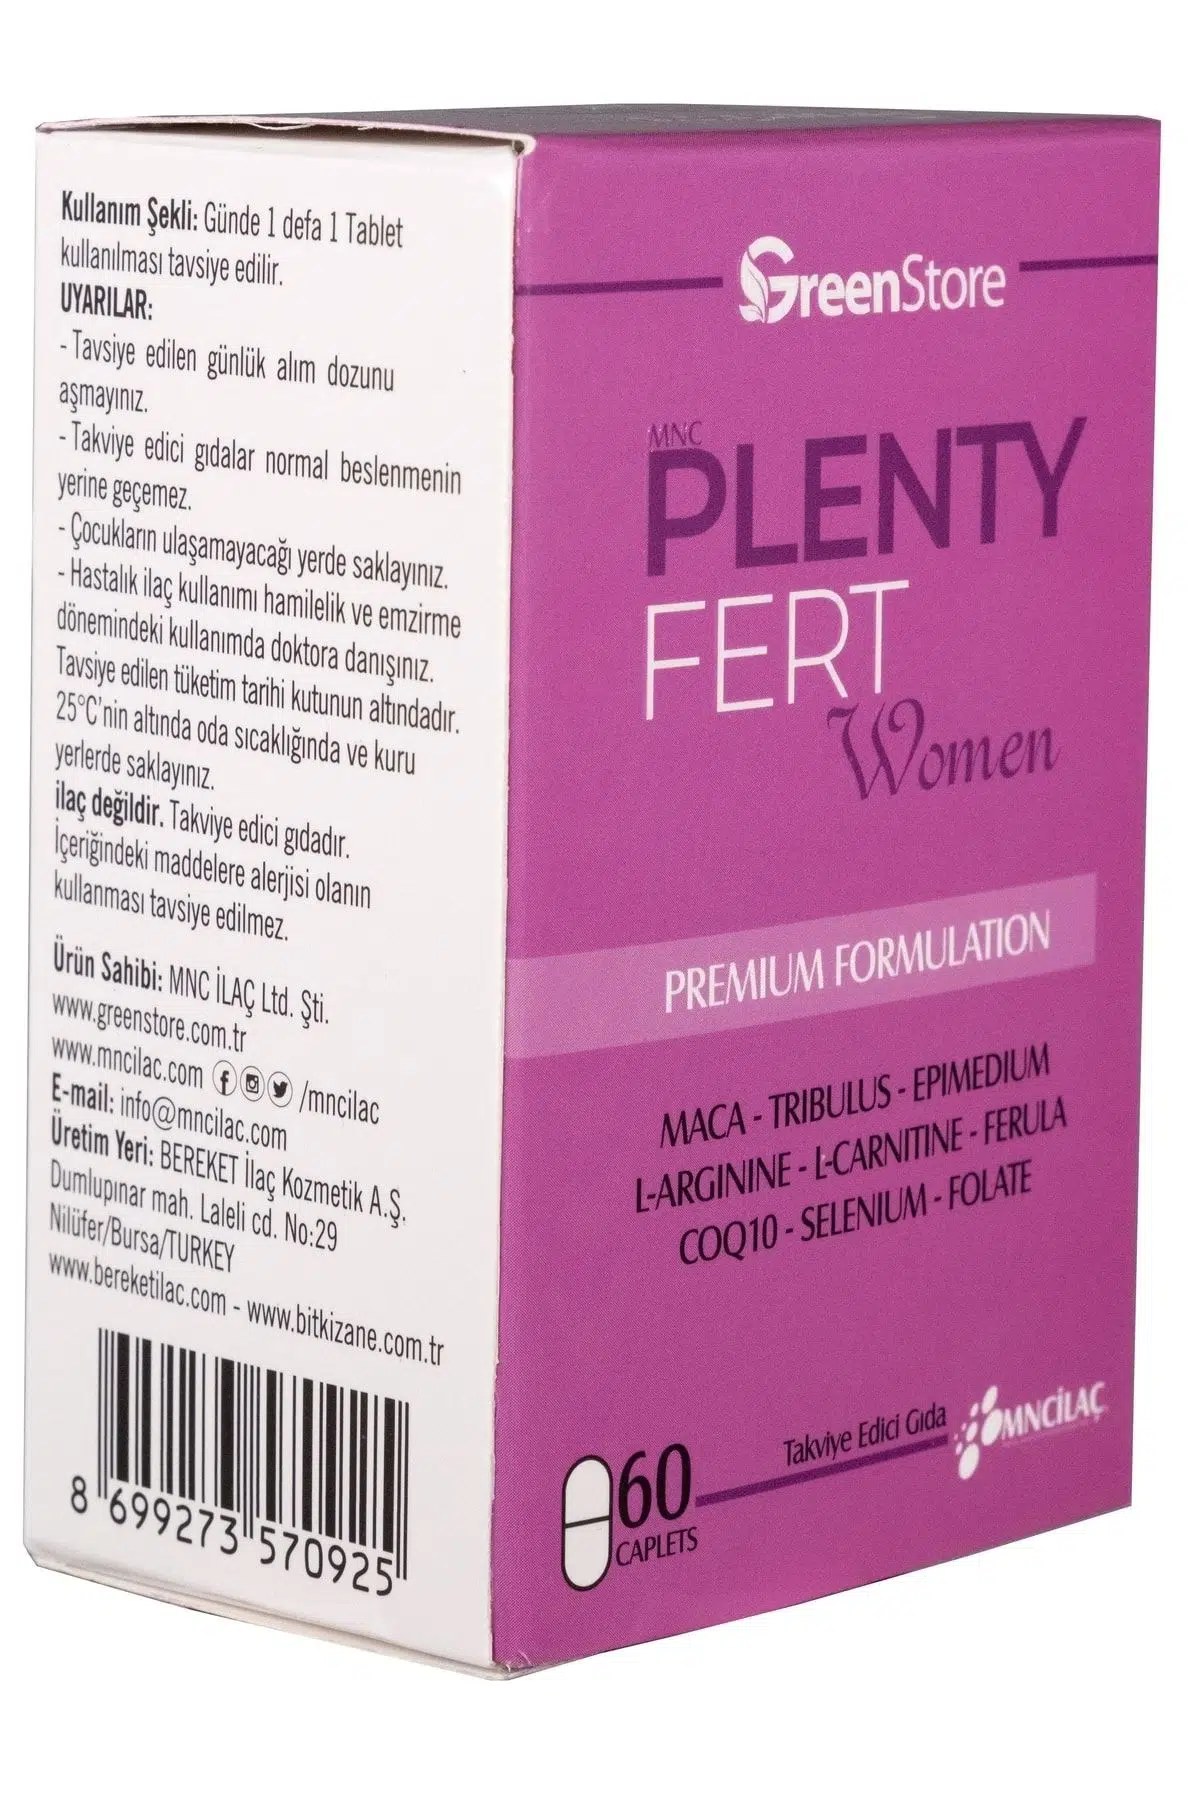 Kullanım Şekli: Günde 1 defa 1 Tablet
kullanılması tavsiye edilir.
UYARILAR:
- Tavsiye edilen günlük alım dozunu
aşmayınız.
- Takviye edici gıdalar normal beslenmenin
yerine geçemez.
- Çocukların ulaşamayacağı yerde saklayınız.
- Hastalık ilaç kullanımı hamilelik ve emzirme
dönemindeki kullanımda doktora danışınız.
Tavsiye edilen tüketim tarihi kutunun altındadır.
25°C'nin altında oda sıcaklığında ve kuru
yerlerde saklayınız.
ilaç değildir. Takviye edici gıdadır.
İçeriğindeki maddelere alerjisi olanın
kullanması tavsiye edilmez.
Ürün Sahibi: MNC İLAÇ Ltd. Şti.
www.greenstore.com.tr
www.mncilac.com /mncilac
E-mail: info@mncilac.com
Üretim Yeri: BEREKET İlaç Kozmetik A.Ş.
Dumlupınar mah. Laleli cd. No:29
Nilüfer/Bursa/TURKEY
www.bereketilac.com - www.bitkizane.com.tr
8 699273 570925
GreenStore
MNC
PLENTY
FERT
Women
PREMIUM FORMULATION
MACA - TRIBULUS - EPIMEDIUM
L-ARGININE - L-CARNITINE - FERULA
COQ10 - SELENIUM - FOLATE
60
CAPLETS
Takviye Edici Gıda
MNCİLAÇ